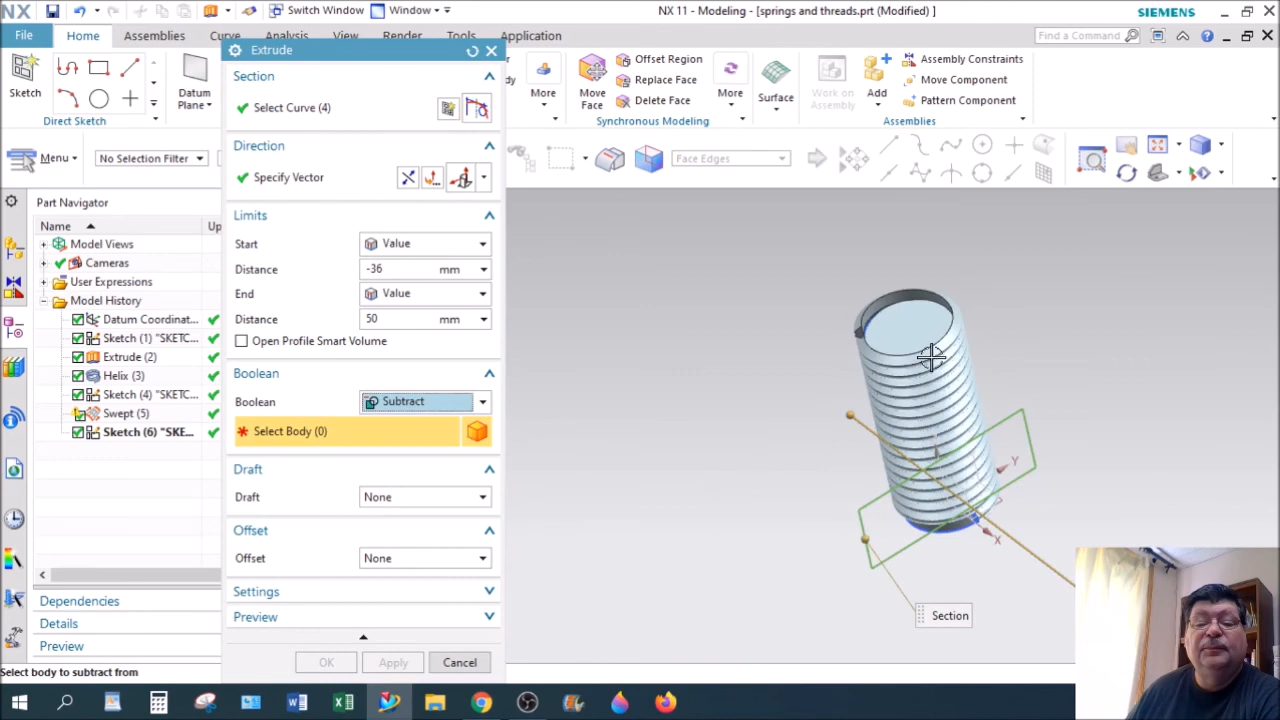 NX
Switch Window
Window
NX 11 - Modeling - [springs and threads.prt (Modified) ]
SIEMENS
File
Home
Assemblies
Curve
Analysis
View
Render
Tools
Application
Find a Command
Sketch
Datum
Plane
Direct Sketch
Extrude
More
Move
Face
Offset Region
Replace Face
Delete Face
More
Synchronous Modeling
Surface
Work on
Assembly
Add
Assembly Constraints
Move Component
Pattern Component
Assemblies
Menu
No Selection Filter
Face Edges
Part Navigator
Name
Up
Model Views
Cameras
User Expressions
Model History
Datum Coordinat...
Sketch (1) "SKETC...
Extrude (2)
Helix (3)
Sketch (4) "SKETC...
Swept (5)
Sketch (6) "SKE...
Dependencies
Details
Preview
Section
Select Curve (4)
Direction
Specify Vector
Limits
Start
Value
Distance
-36
mm
End
Value
Distance
50
mm
Open Profile Smart Volume
Boolean
Boolean
Subtract
* Select Body (0)
Draft
Draft
None
Offset
Offset
None
Settings
Preview
OK
Apply
Cancel
Y
X
Section
Select body to subtract from